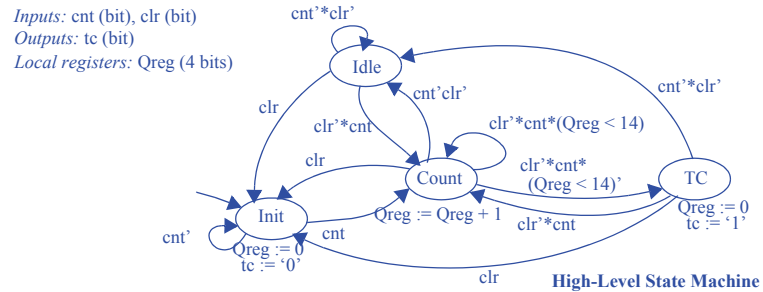 Inputs: cnt (bit), clr (bit)
Outputs: tc (bit)
Local registers: Qreg (4 bits)
cnt’*clr’
Idle
cnt’*clr’
cnt’clr’
clr
clr’*cnt
clr’*cnt*(Qreg < 14)
clr
clr’*cnt*
(Qreg < 14)’
Count
TC
Init
Qreg := Qreg + 1
Qreg := 0
tc := ‘1’
cnt’
cnt
clr’*cnt
Qreg := 0
tc := ‘0’
clr
High-Level State Machine